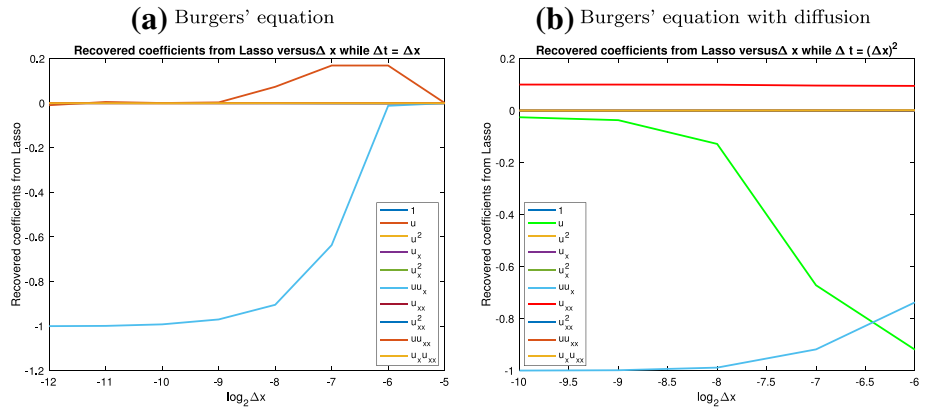 (a) Burgers' equation
Recovered coefficients from Lasso versusΔ x while Δt = Δx
Recovered coefficients from Lasso
0.2
0
-0.2
-0.4
-0.6
-0.8
-1
-1.2
-12 -11 -10 -9 -8 -7 -6 -5
log₂Δx
1
u
u²
uₓ
uₓ²
uuₓ
uₓₓ
uₓₓ²
uuₓₓ
uₓuₓₓ
(b) Burgers' equation with diffusion
Recovered coefficients from Lasso versusΔ x while Δ t = (Δx)²
Recovered coefficients from Lasso
0.2
0
-0.2
-0.4
-0.6
-0.8
-1
-10 -9.5 -9 -8.5 -8 -7.5 -7 -6.5 -6
log₂Δx
1
u
u²
uₓ
uₓ²
uuₓ
uₓₓ
uₓₓ²
uuₓₓ
uₓuₓₓ